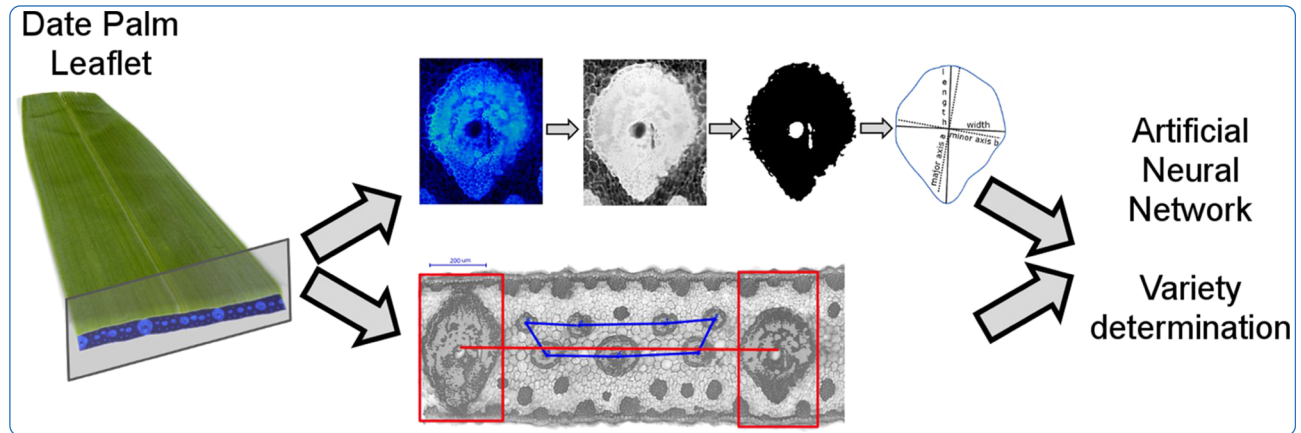 Date Palm
Leaflet
length
width
minor axis b
major axis a
200 um
Artificial
Neural
Network
Variety
determination